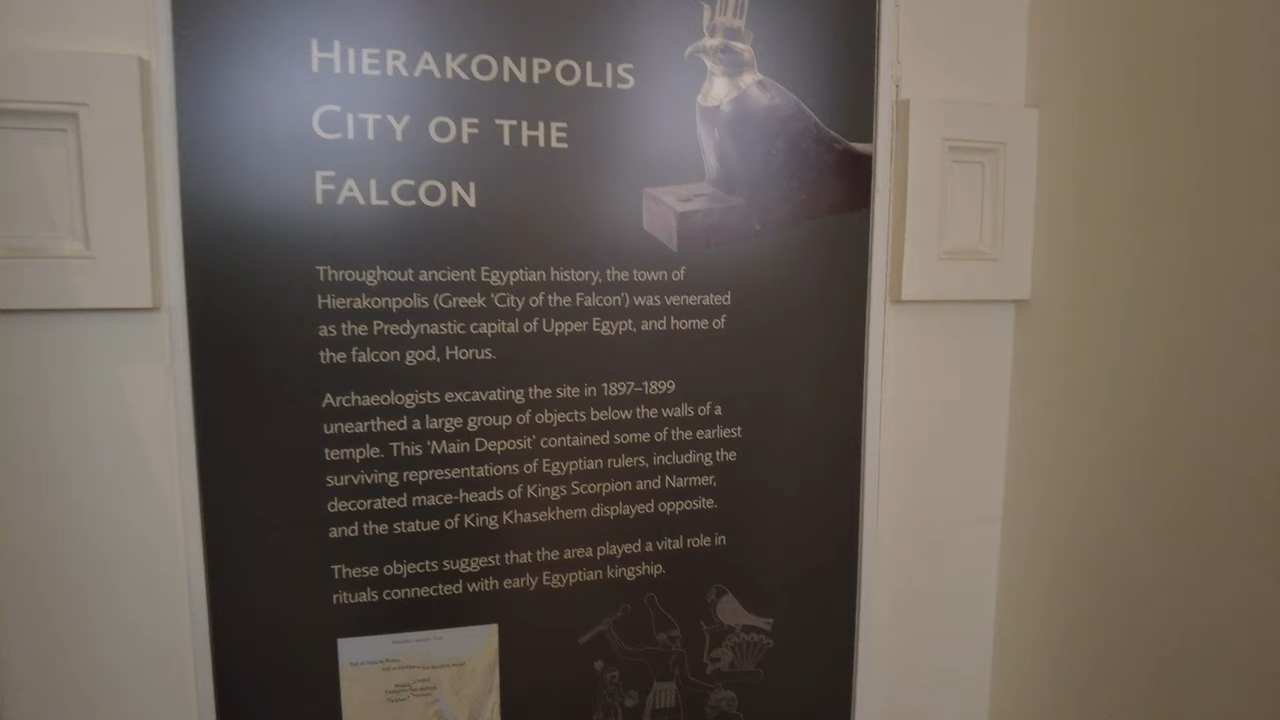 HIERAKONPOLIS
CITY OF THE
FALCON
Throughout ancient Egyptian history, the town of
Hierakonpolis (Greek 'City of the Falcon') was venerated
as the Predynastic capital of Upper Egypt, and home of
the falcon god, Horus.
Archaeologists excavating the site in 1897–1899
unearthed a large group of objects below the walls of a
temple. This 'Main Deposit' contained some of the earliest
surviving representations of Egyptian rulers, including the
decorated mace-heads of Kings Scorpion and Narmer,
and the statue of King Khasekhem displayed opposite.
These objects suggest that the area played a vital role in
rituals connected with early Egyptian kingship.